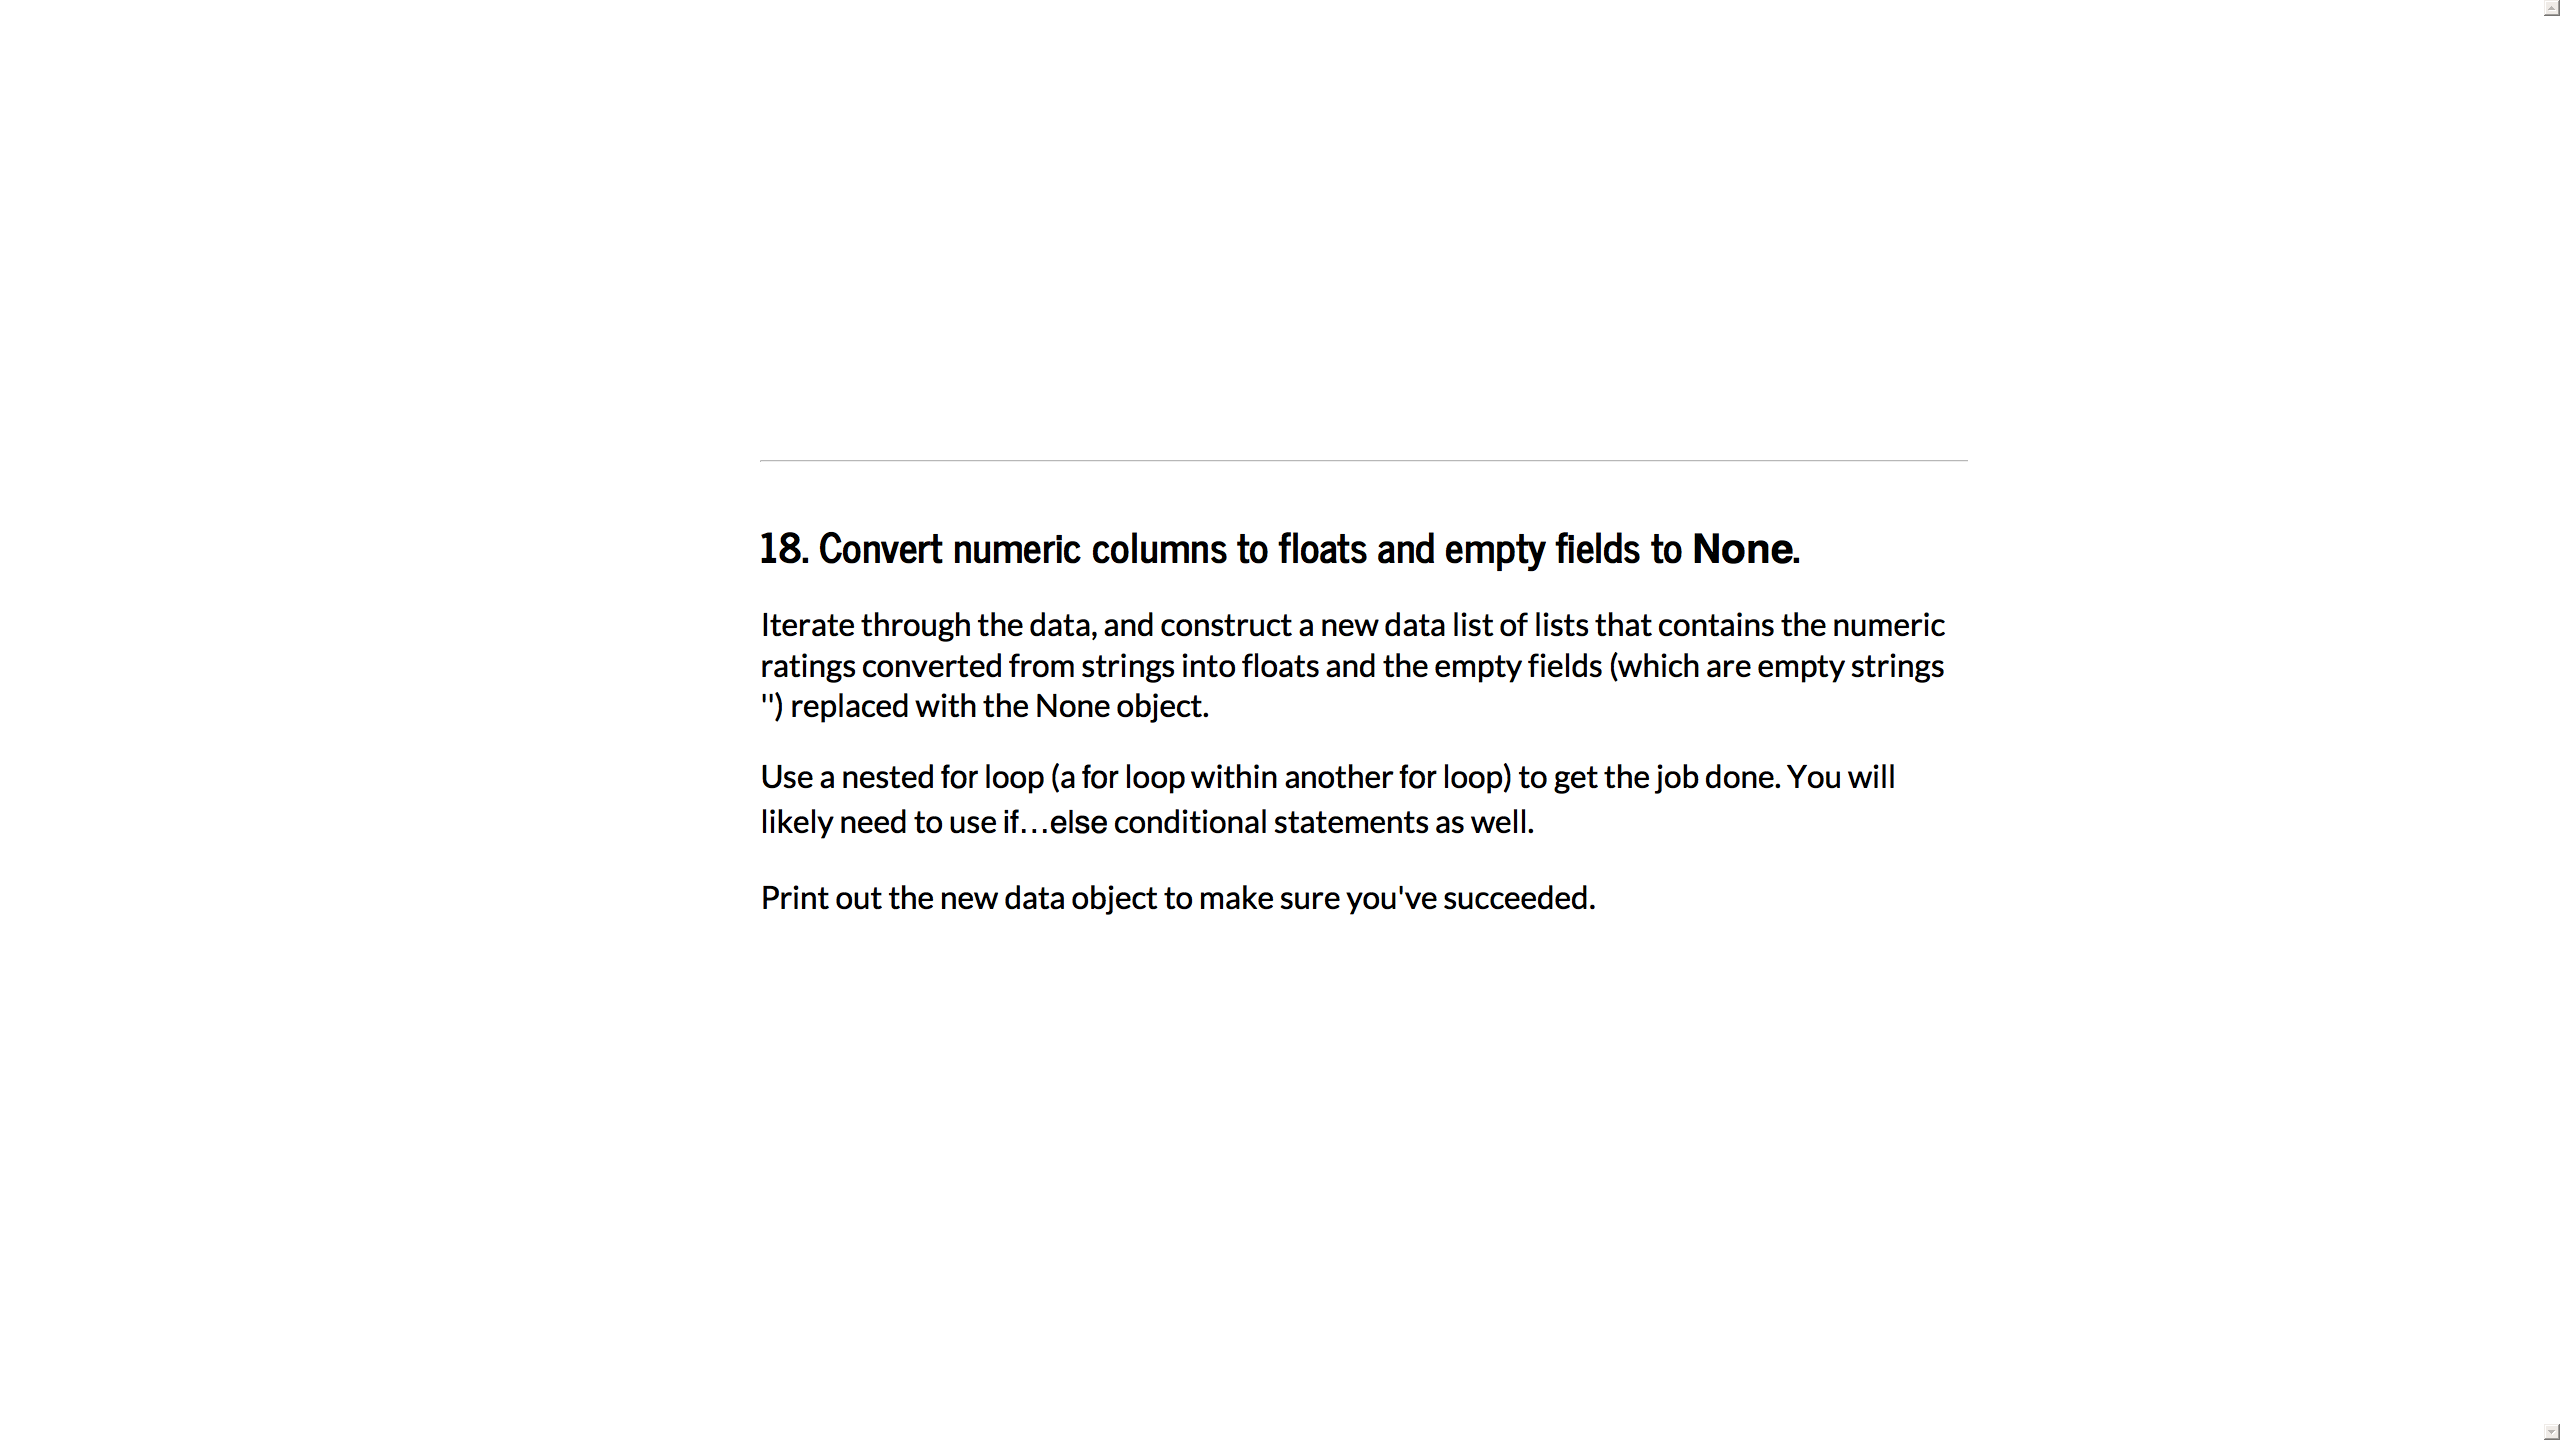 18. Convert numeric columns to floats and empty fields to None.
Iterate through the data, and construct a new data list of lists that contains the numeric
ratings converted from strings into floats and the empty fields (which are empty strings
'') replaced with the None object.
Use a nested for loop (a for loop within another for loop) to get the job done. You will
likely need to use if…else conditional statements as well.
Print out the new data object to make sure you've succeeded.